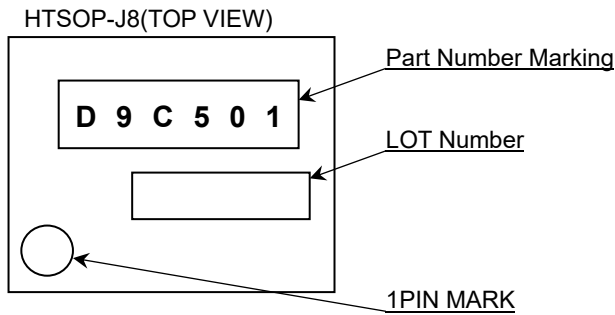 HTSOP-J8(TOP VIEW)
Part Number Marking
D 9 C 5 0 1
LOT Number
1PIN MARK